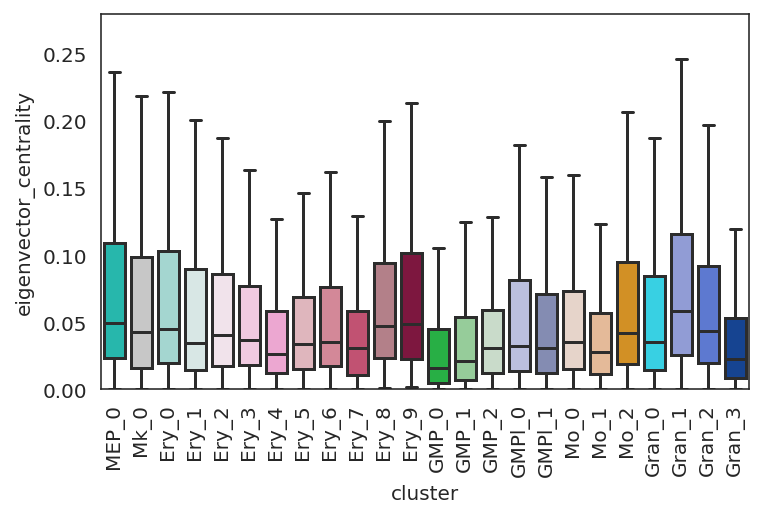 eigenvector_centrality
0.25
0.20
0.15
0.10
0.05
0.00
MEP_0
Mk_0
Ery_0
Ery_1
Ery_2
Ery_3
Ery_4
Ery_5
Ery_6
Ery_7
Ery_8
Ery_9
GMP_0
GMP_1
GMP_2
GMPl_0
GMPl_1
Mo_0
Mo_1
Mo_2
Gran_0
Gran_1
Gran_2
Gran_3
cluster